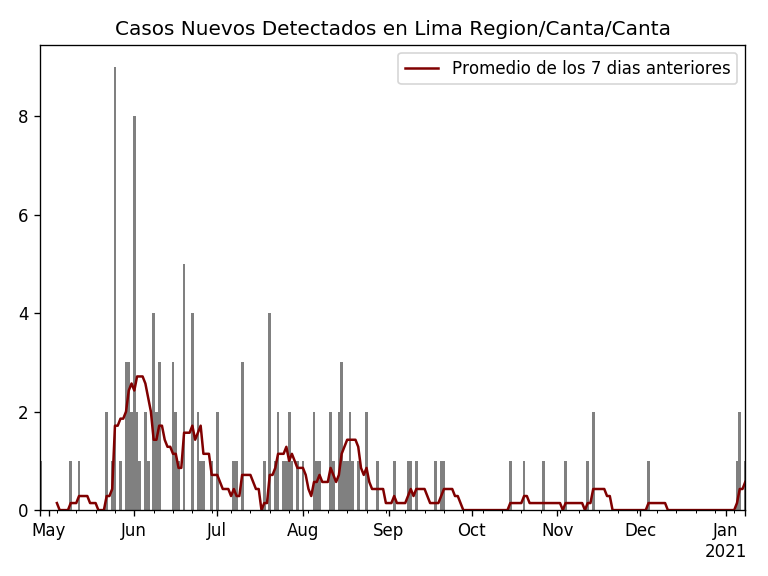 Casos Nuevos Detectados en Lima Region/Canta/Canta
Promedio de los 7 dias anteriores
8
6
4
2
0
May Jun Jul Aug Sep Oct Nov Dec Jan
2021